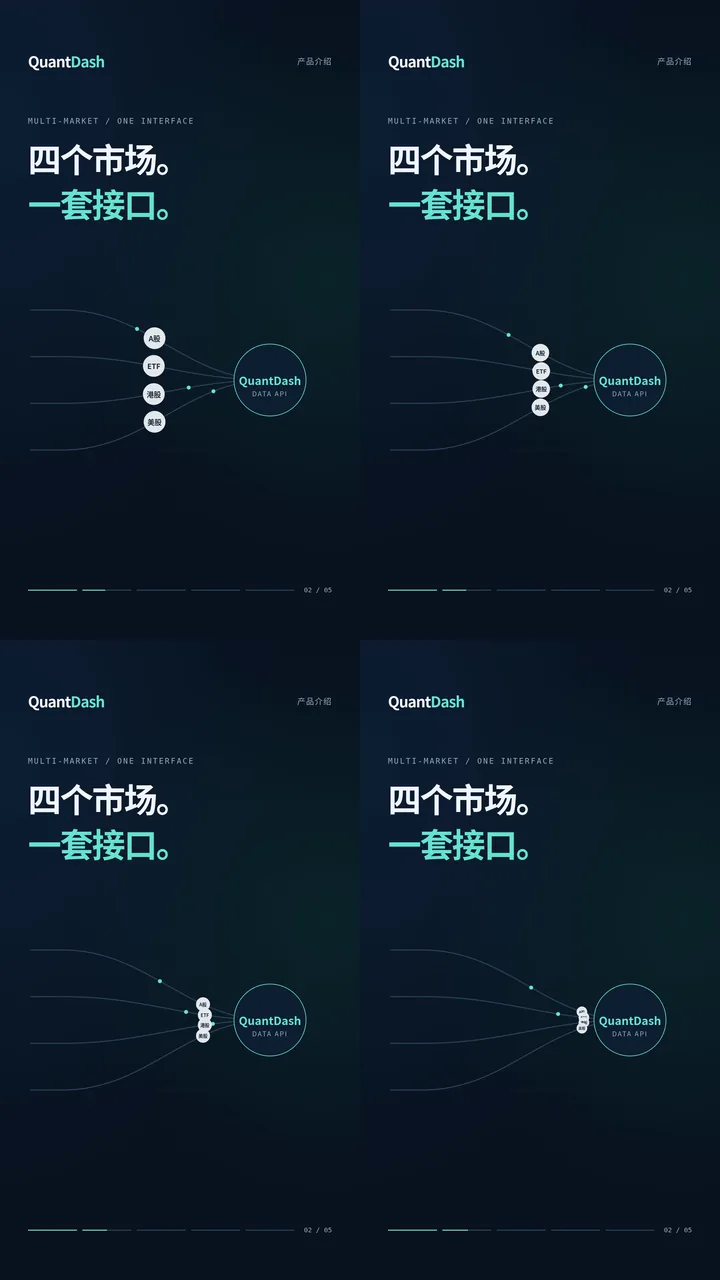 QuantDash
产品介绍
MULTI-MARKET / ONE INTERFACE
四个市场。
一套接口。
A股
ETF
港股
美股
QuantDash
DATA API
02 / 05
QuantDash
产品介绍
MULTI-MARKET / ONE INTERFACE
四个市场。
一套接口。
A股
ETF
港股
美股
QuantDash
DATA API
02 / 05
QuantDash
产品介绍
MULTI-MARKET / ONE INTERFACE
四个市场。
一套接口。
A股
ETF
港股
美股
QuantDash
DATA API
02 / 05
QuantDash
产品介绍
MULTI-MARKET / ONE INTERFACE
四个市场。
一套接口。
QuantDash
DATA API
02 / 05